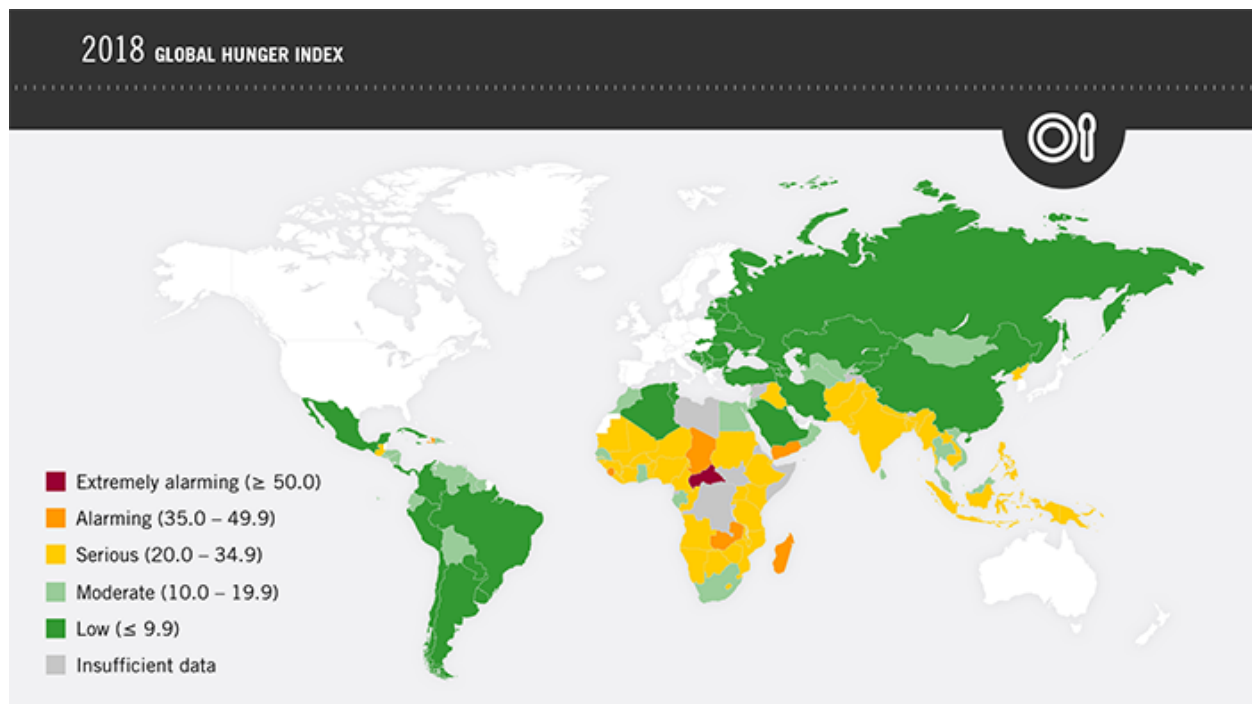 2018 GLOBAL HUNGER INDEX
Extremely alarming (≥ 50.0)
Alarming (35.0 – 49.9)
Serious (20.0 – 34.9)
Moderate (10.0 – 19.9)
Low (≤ 9.9)
Insufficient data